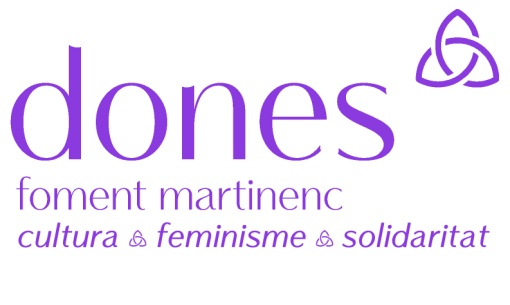 dones
foment martinenc
cultura feminisme solidaritat